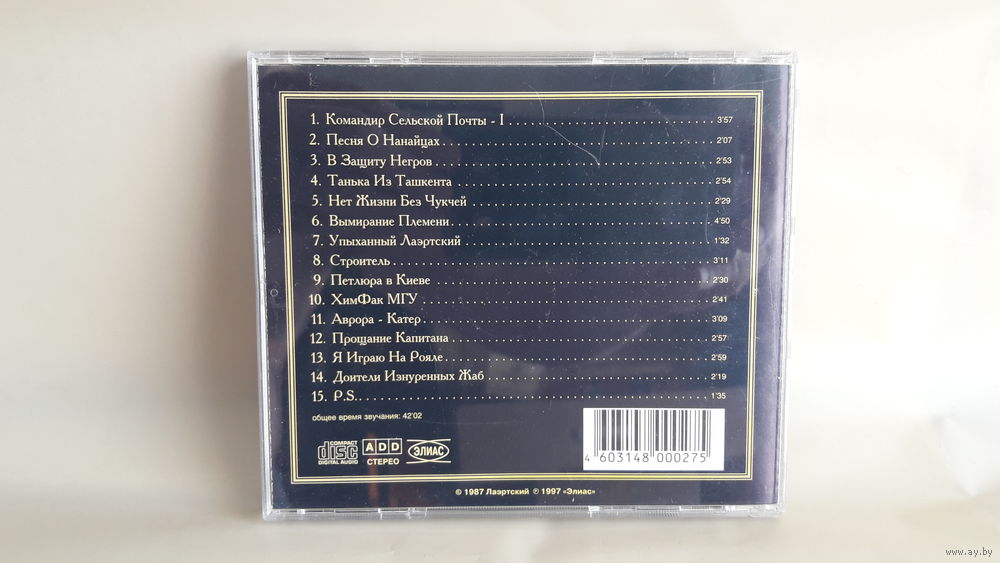 1. Командир Сельской Почты - I 3'57
2. Песня О Нанайцах 2'07
3. В Защиту Негров 2'53
4. Танька Из Ташкента 2'54
5. Нет Жизни Без Чукчей 2'29
6. Вымирание Племени 4'50
7. Упыханный Лаэртский 1'32
8. Строитель 3'11
9. Петлюра в Киеве 2'30
10. ХимФак МГУ 2'41
11. Аврора - Катер 3'09
12. Прощание Капитана 2'57
13. Я Играю На Рояле 2'59
14. Доители Изнуренных Жаб 2'19
15. P.S. 1'35
общее время звучания: 42'02
COMPACT
disc
DIGITAL AUDIO
ADD
СТЕРЕО
ЭЛИАС
4 603148 000275
© 1987 Лаэртский ℗ 1997 «Элиас»
www.ay.by